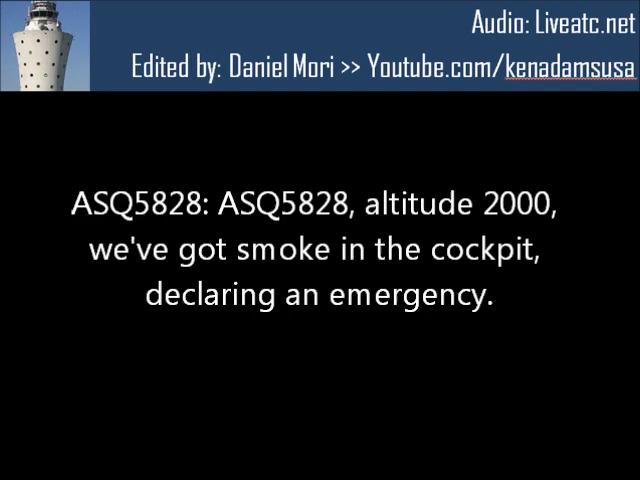 Audio: Liveatc.net
Edited by: Daniel Mori >> Youtube.com/kenadamsusa
ASQ5828: ASQ5828, altitude 2000,
we've got smoke in the cockpit,
declaring an emergency.